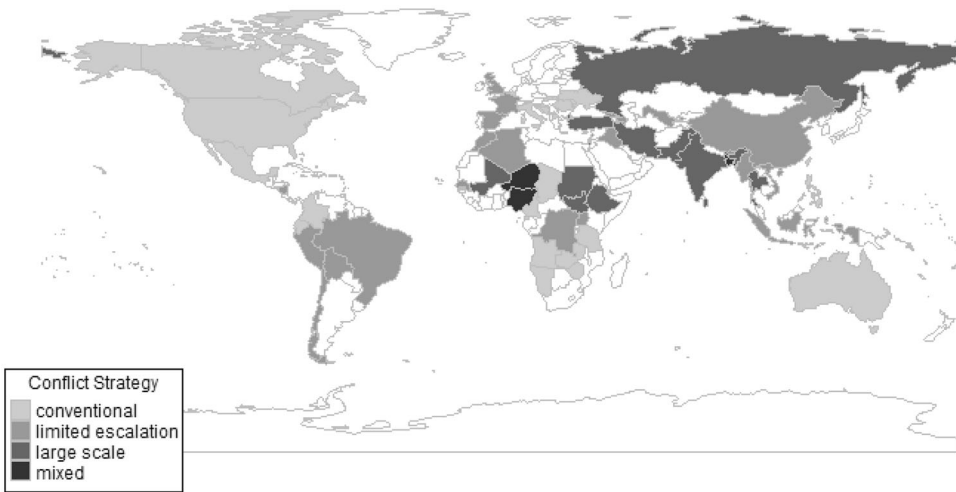 Conflict Strategy
conventional
limited escalation
large scale
mixed